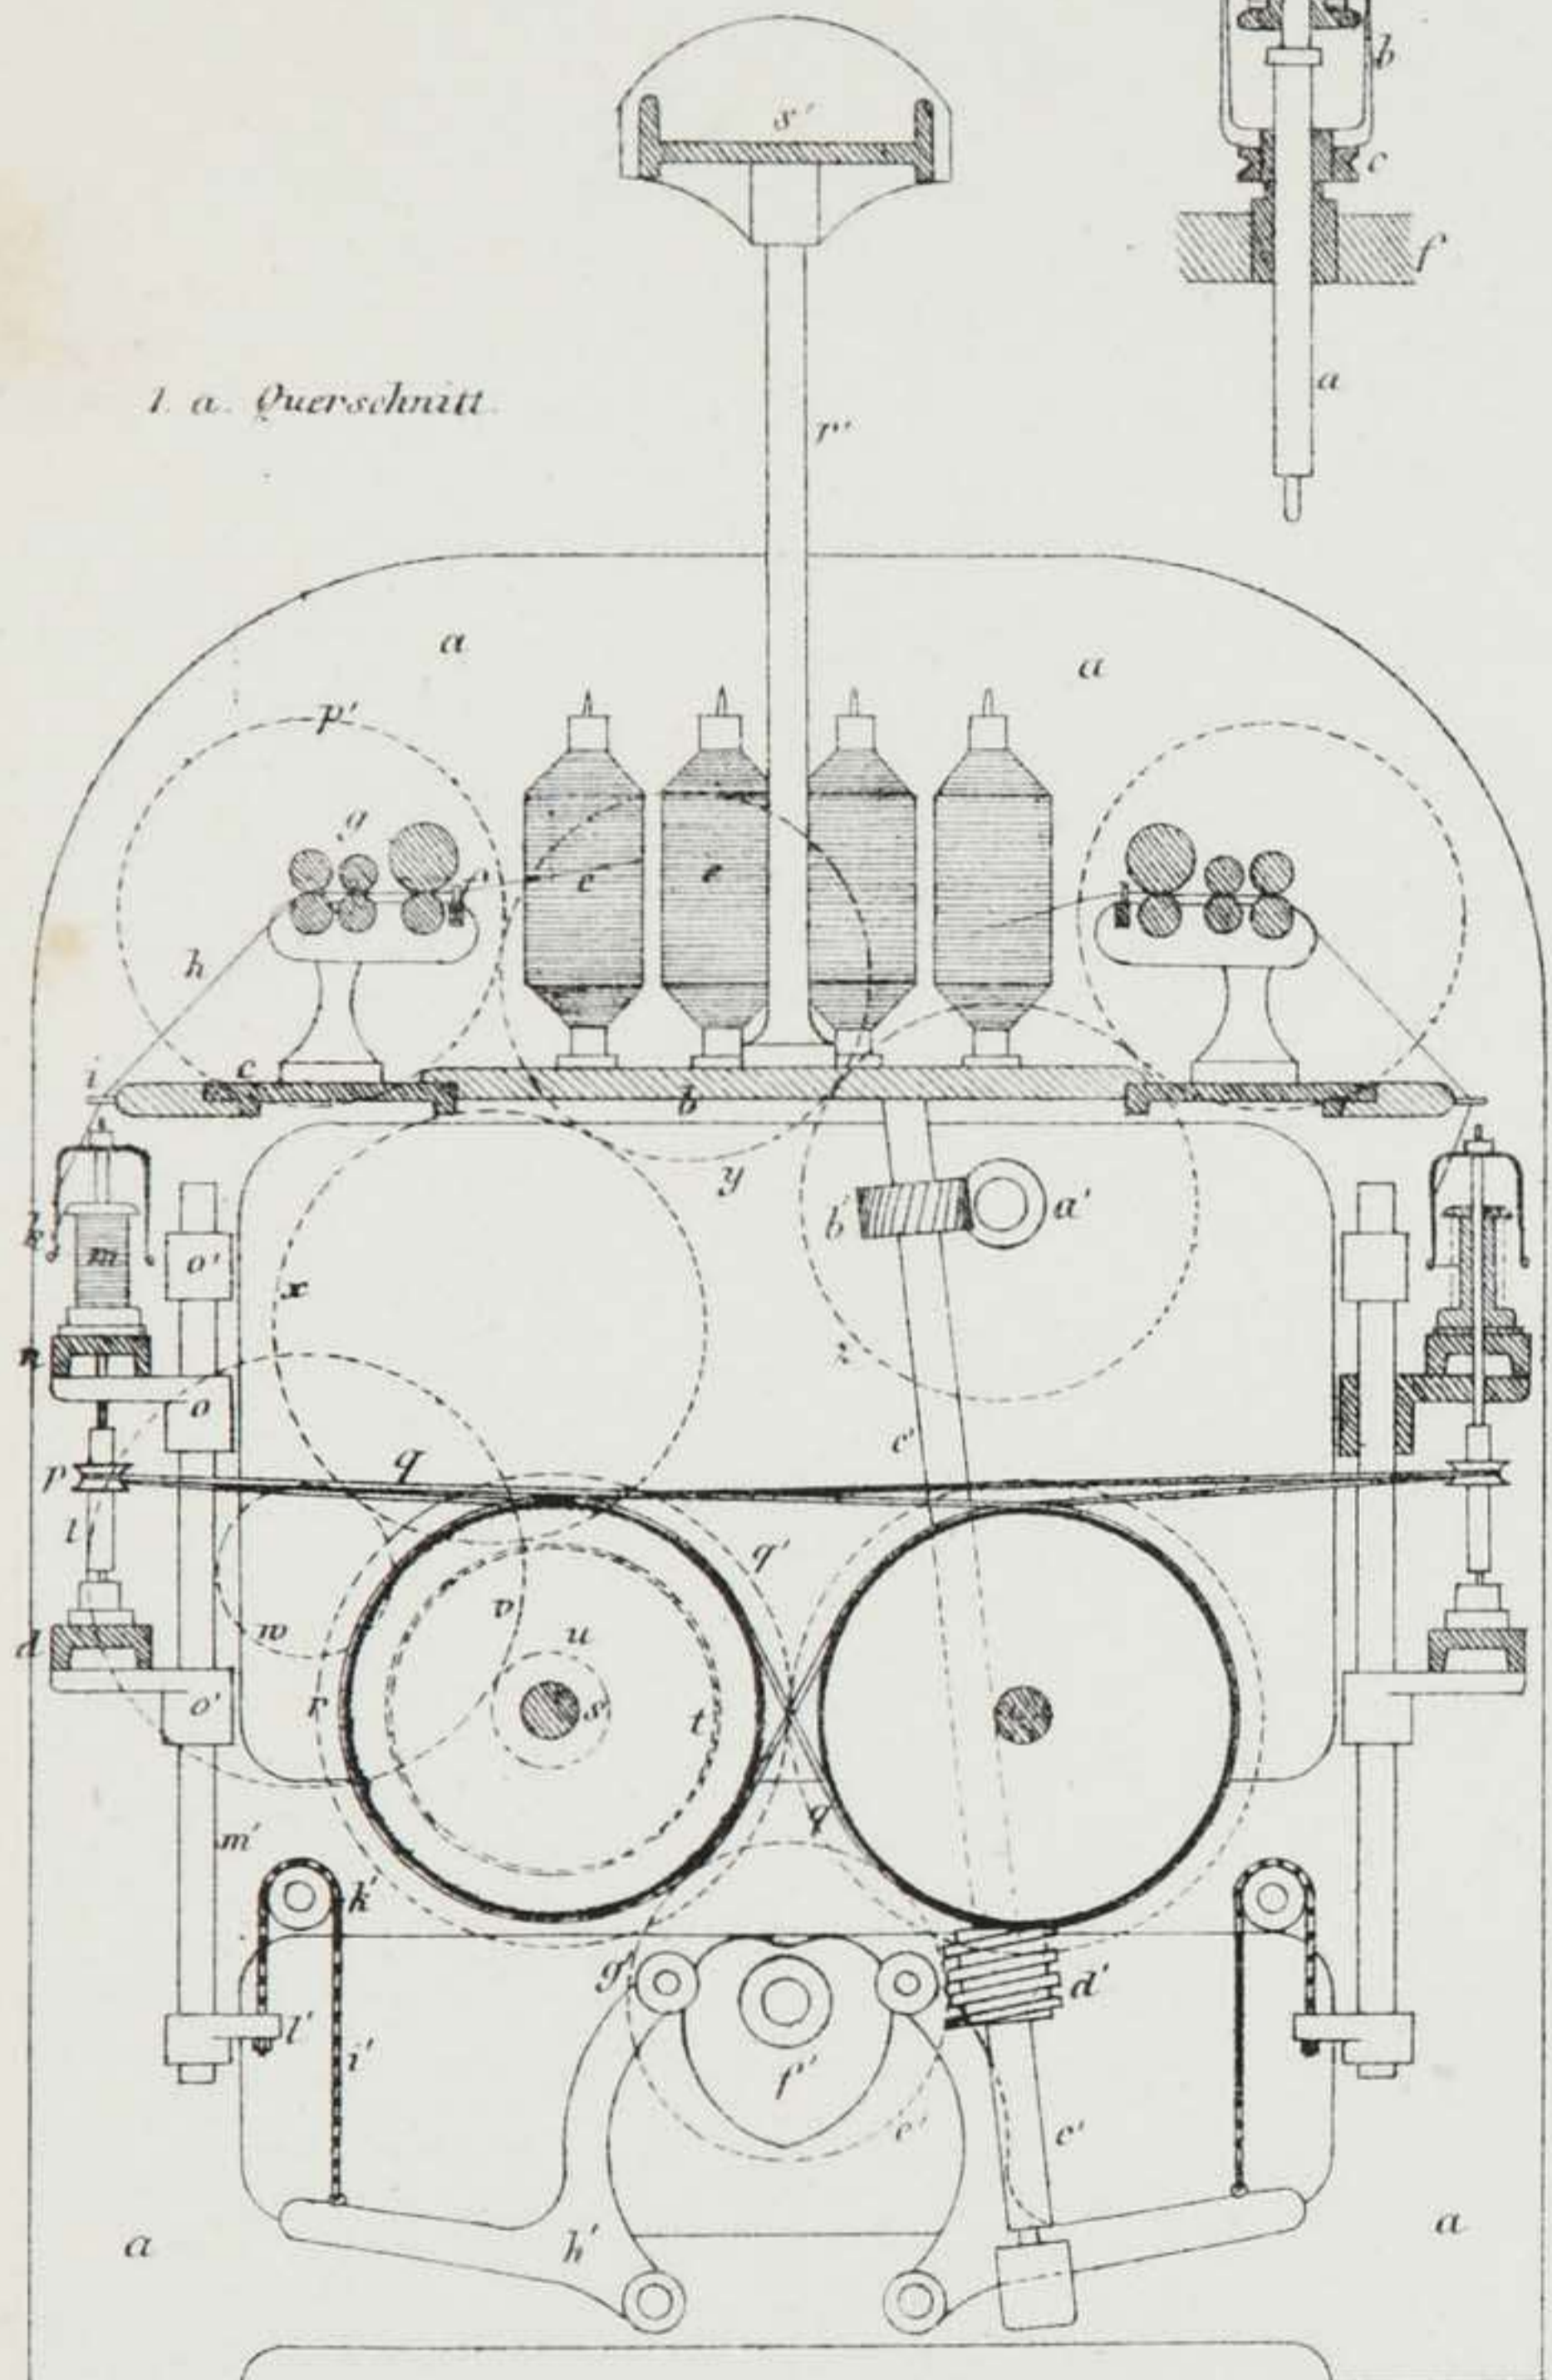 b
s'
c
f
a
1. a. Querschnitt.
r'
a
a
p'
g
f
e
e
h
i
c
b
y
b'
a'
k
m
o'
x
n
z
o
c'
q
p
l
q'
v
u
w
d
r
s
t
o'
q
m'
k'
g'
d'
l'
i'
f'
e'
c'
a
h'
a